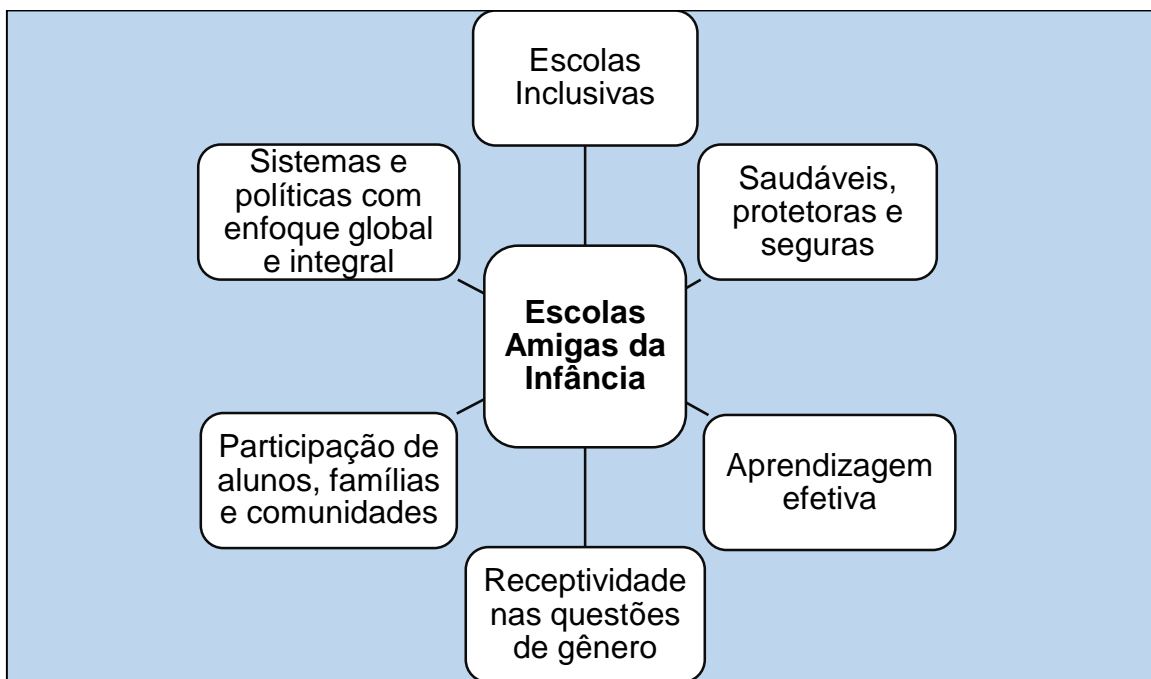 Escolas
Inclusivas
Sistemas e
políticas com
enfoque global
e integral
Saudáveis,
protetoras e
seguras
Escolas
Amigas da
Infância
Participação de
alunos, famílias
e comunidades
Aprendizagem
efetiva
Receptividade
nas questões
de gênero